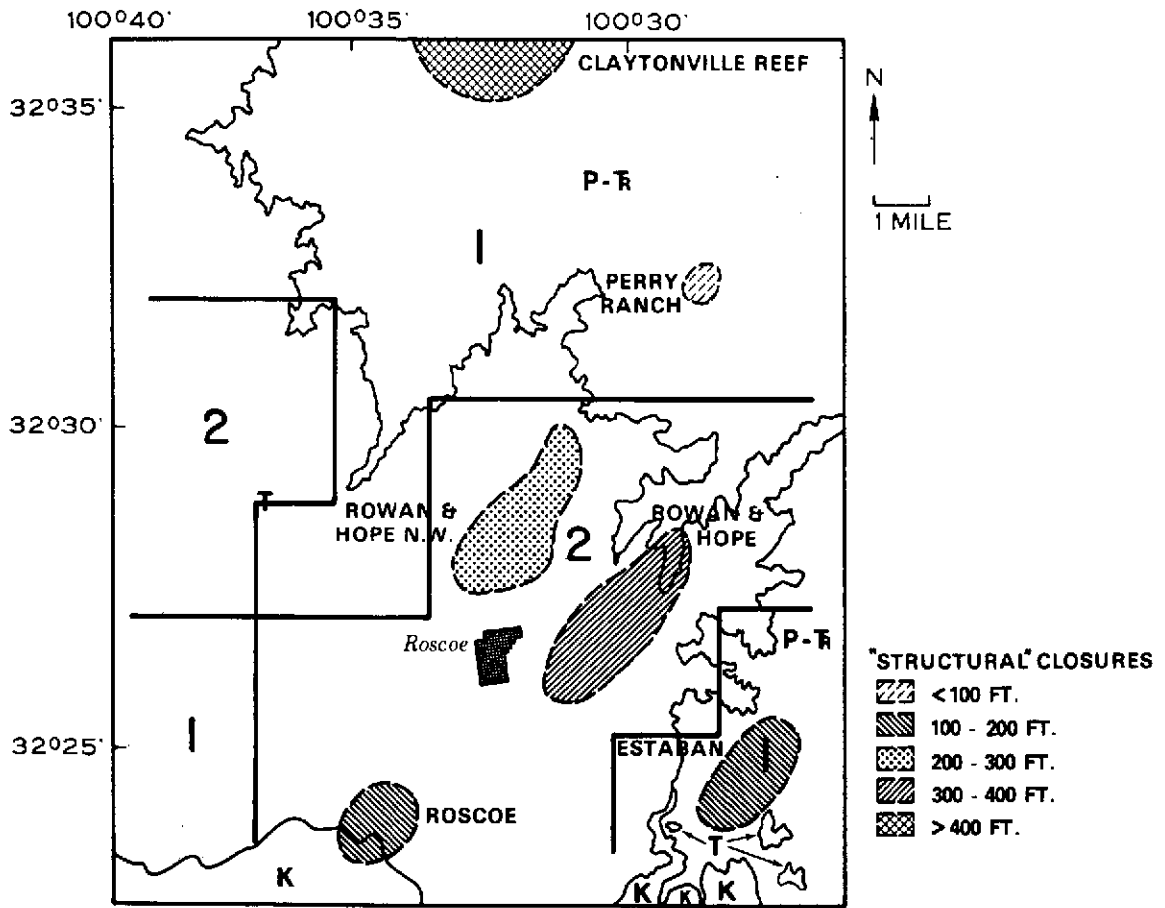 100°40' 100°35' 100°30'
CLAYTONVILLE REEF
N
32°35'
P-TR
1 MILE
I
PERRY
RANCH
2
32°30'
T
ROWAN &
HOPE N.W.
ROWAN &
HOPE
2
Roscoe
P-TR
"STRUCTURAL" CLOSURES
<100 FT.
100 - 200 FT.
200 - 300 FT.
300 - 400 FT.
>400 FT.
32°25'
I
ESTABAN
I
ROSCOE
T
K
K
K
K